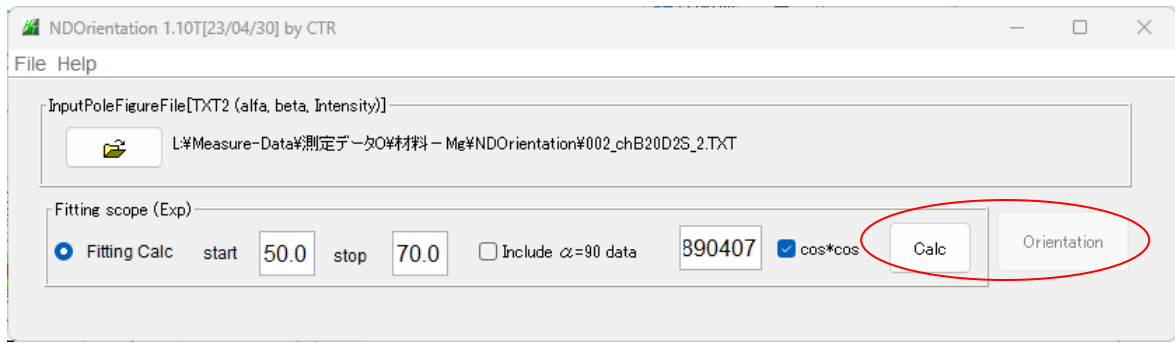 NDOrientation 1.10T[23/04/30] by CTR
File Help
InputPoleFigureFile[TXT2 (alfa, beta, Intensity)]
L:¥Measure-Data¥測定データO¥材料－Mg¥NDOrientation¥002_chB20D2S_2.TXT
Fitting scope (Exp)
Fitting Calc start 50.0 stop 70.0 Include α=90 data 890407 cos*cos Calc Orientation